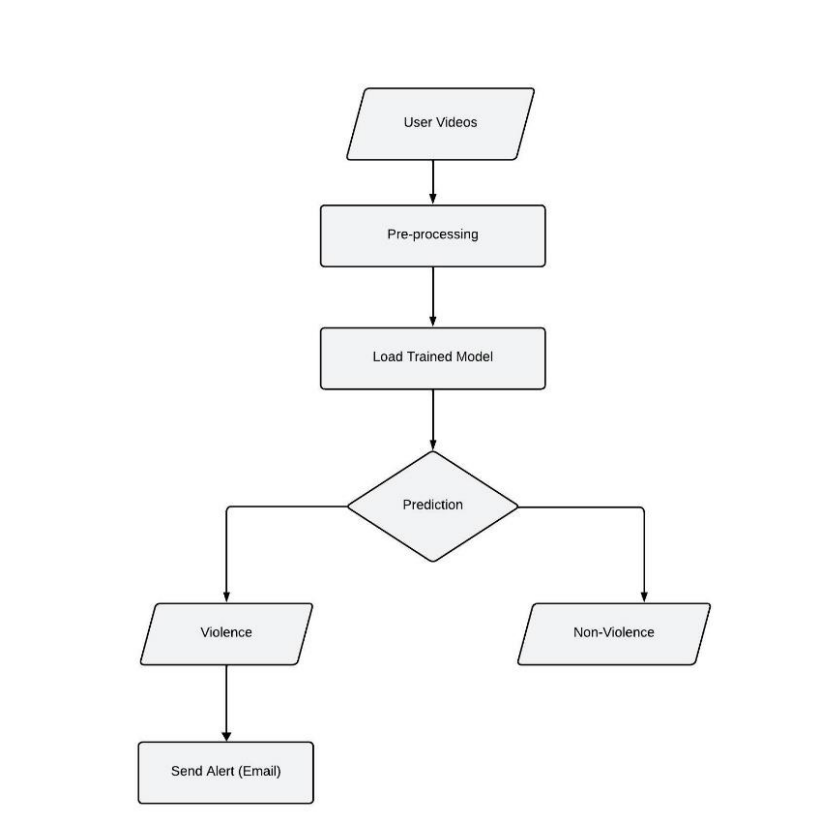 User Videos
Pre-processing
Load Trained Model
Prediction
Violence
Non-Violence
Send Alert (Email)